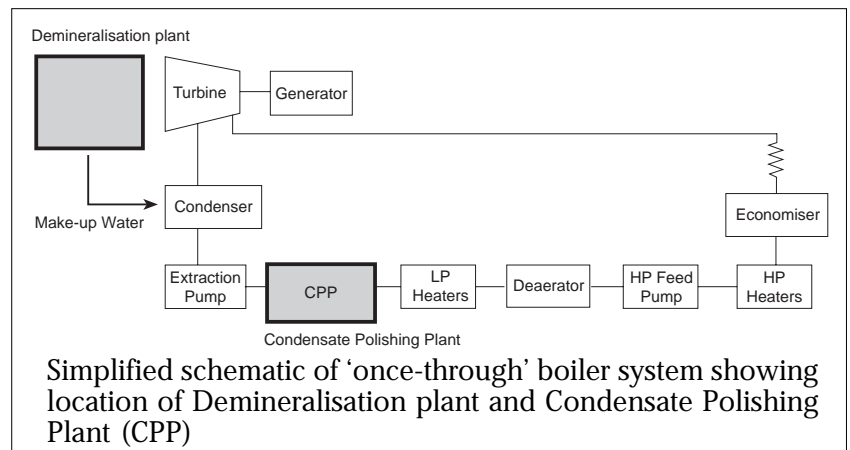 Demineralisation plant
Turbine
Generator
Make-up Water
Condenser
Economiser
Extraction
Pump
CPP
LP
Heaters
Deaerator
HP Feed
Pump
HP
Heaters
Condensate Polishing Plant
Simplified schematic of ‘once-through’ boiler system showing
location of Demineralisation plant and Condensate Polishing
Plant (CPP)